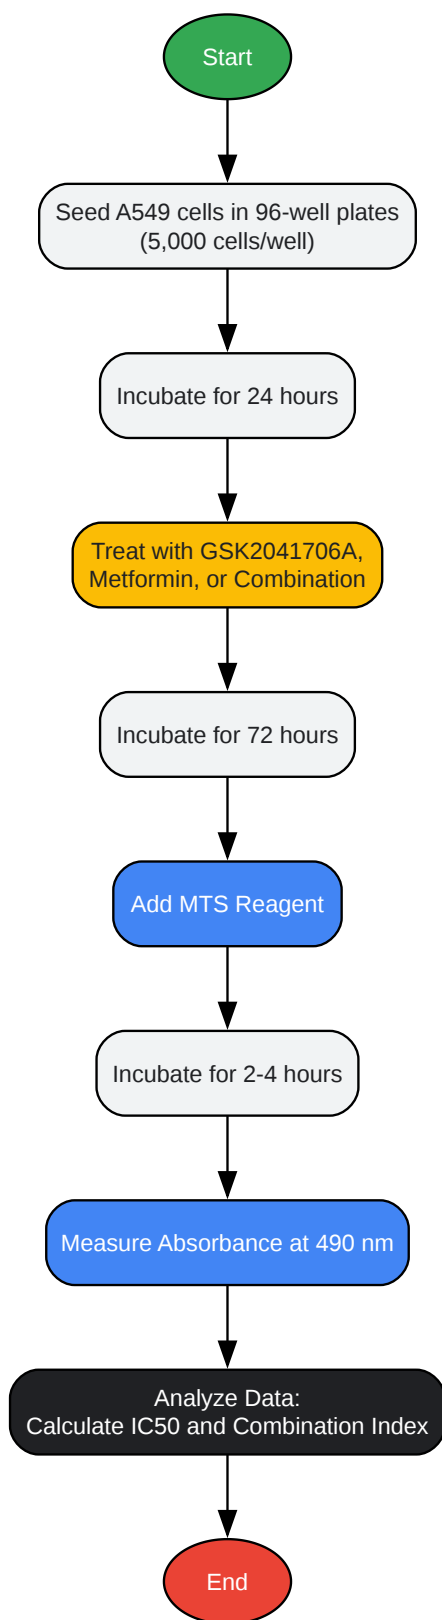 Start
Seed A549 cells in 96-well plates
(5,000 cells/well)
Incubate for 24 hours
Treat with GSK2041706A,
Metformin, or Combination
Incubate for 72 hours
Add MTS Reagent
Incubate for 2-4 hours
Measure Absorbance at 490 nm
Analyze Data:
Calculate IC50 and Combination Index
End